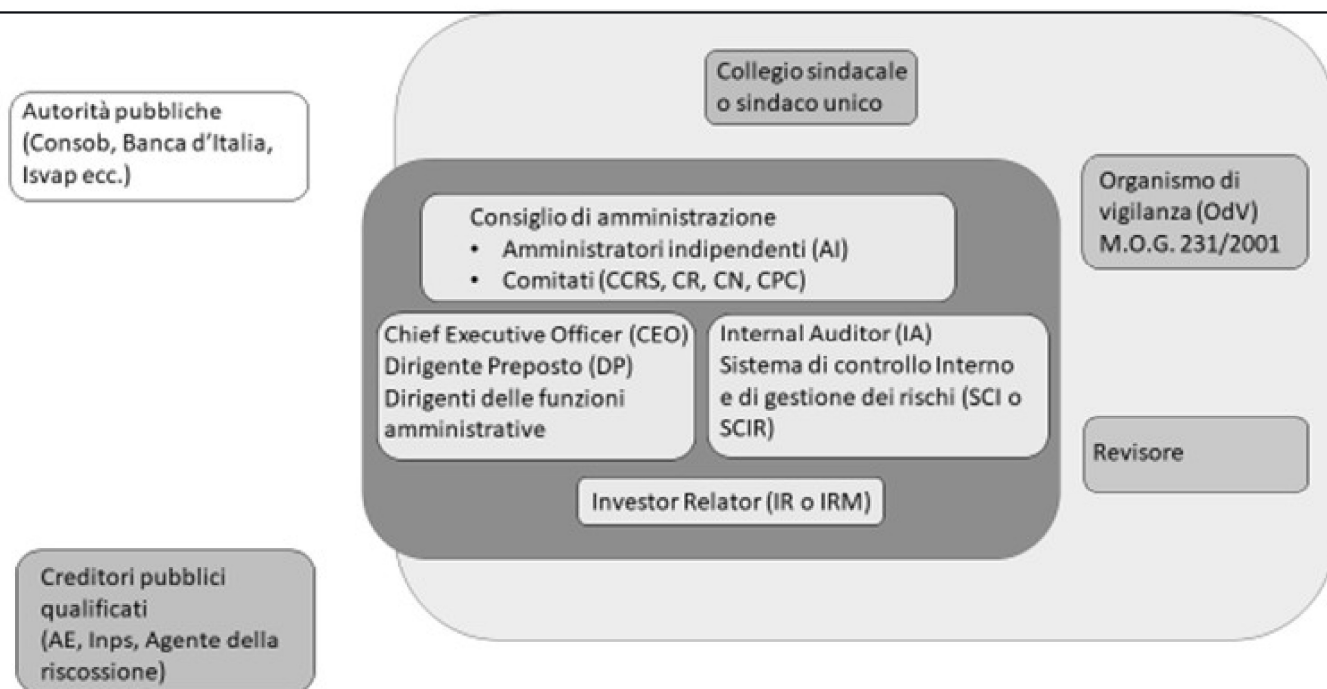 Collegio sindacale
o sindaco unico
Autorità pubbliche
(Consob, Banca d'Italia,
Isvap ecc.)
Organismo di
vigilanza (OdV)
M.O.G. 231/2001
Consiglio di amministrazione
• Amministratori indipendenti (AI)
• Comitati (CCRS, CR, CN, CPC)
Chief Executive Officer (CEO)
Dirigente Preposto (DP)
Dirigenti delle funzioni
amministrative
Internal Auditor (IA)
Sistema di controllo Interno
e di gestione dei rischi (SCI o
SCIR)
Revisore
Investor Relator (IR o IRM)
Creditori pubblici
qualificati
(AE, Inps, Agente della
riscossione)